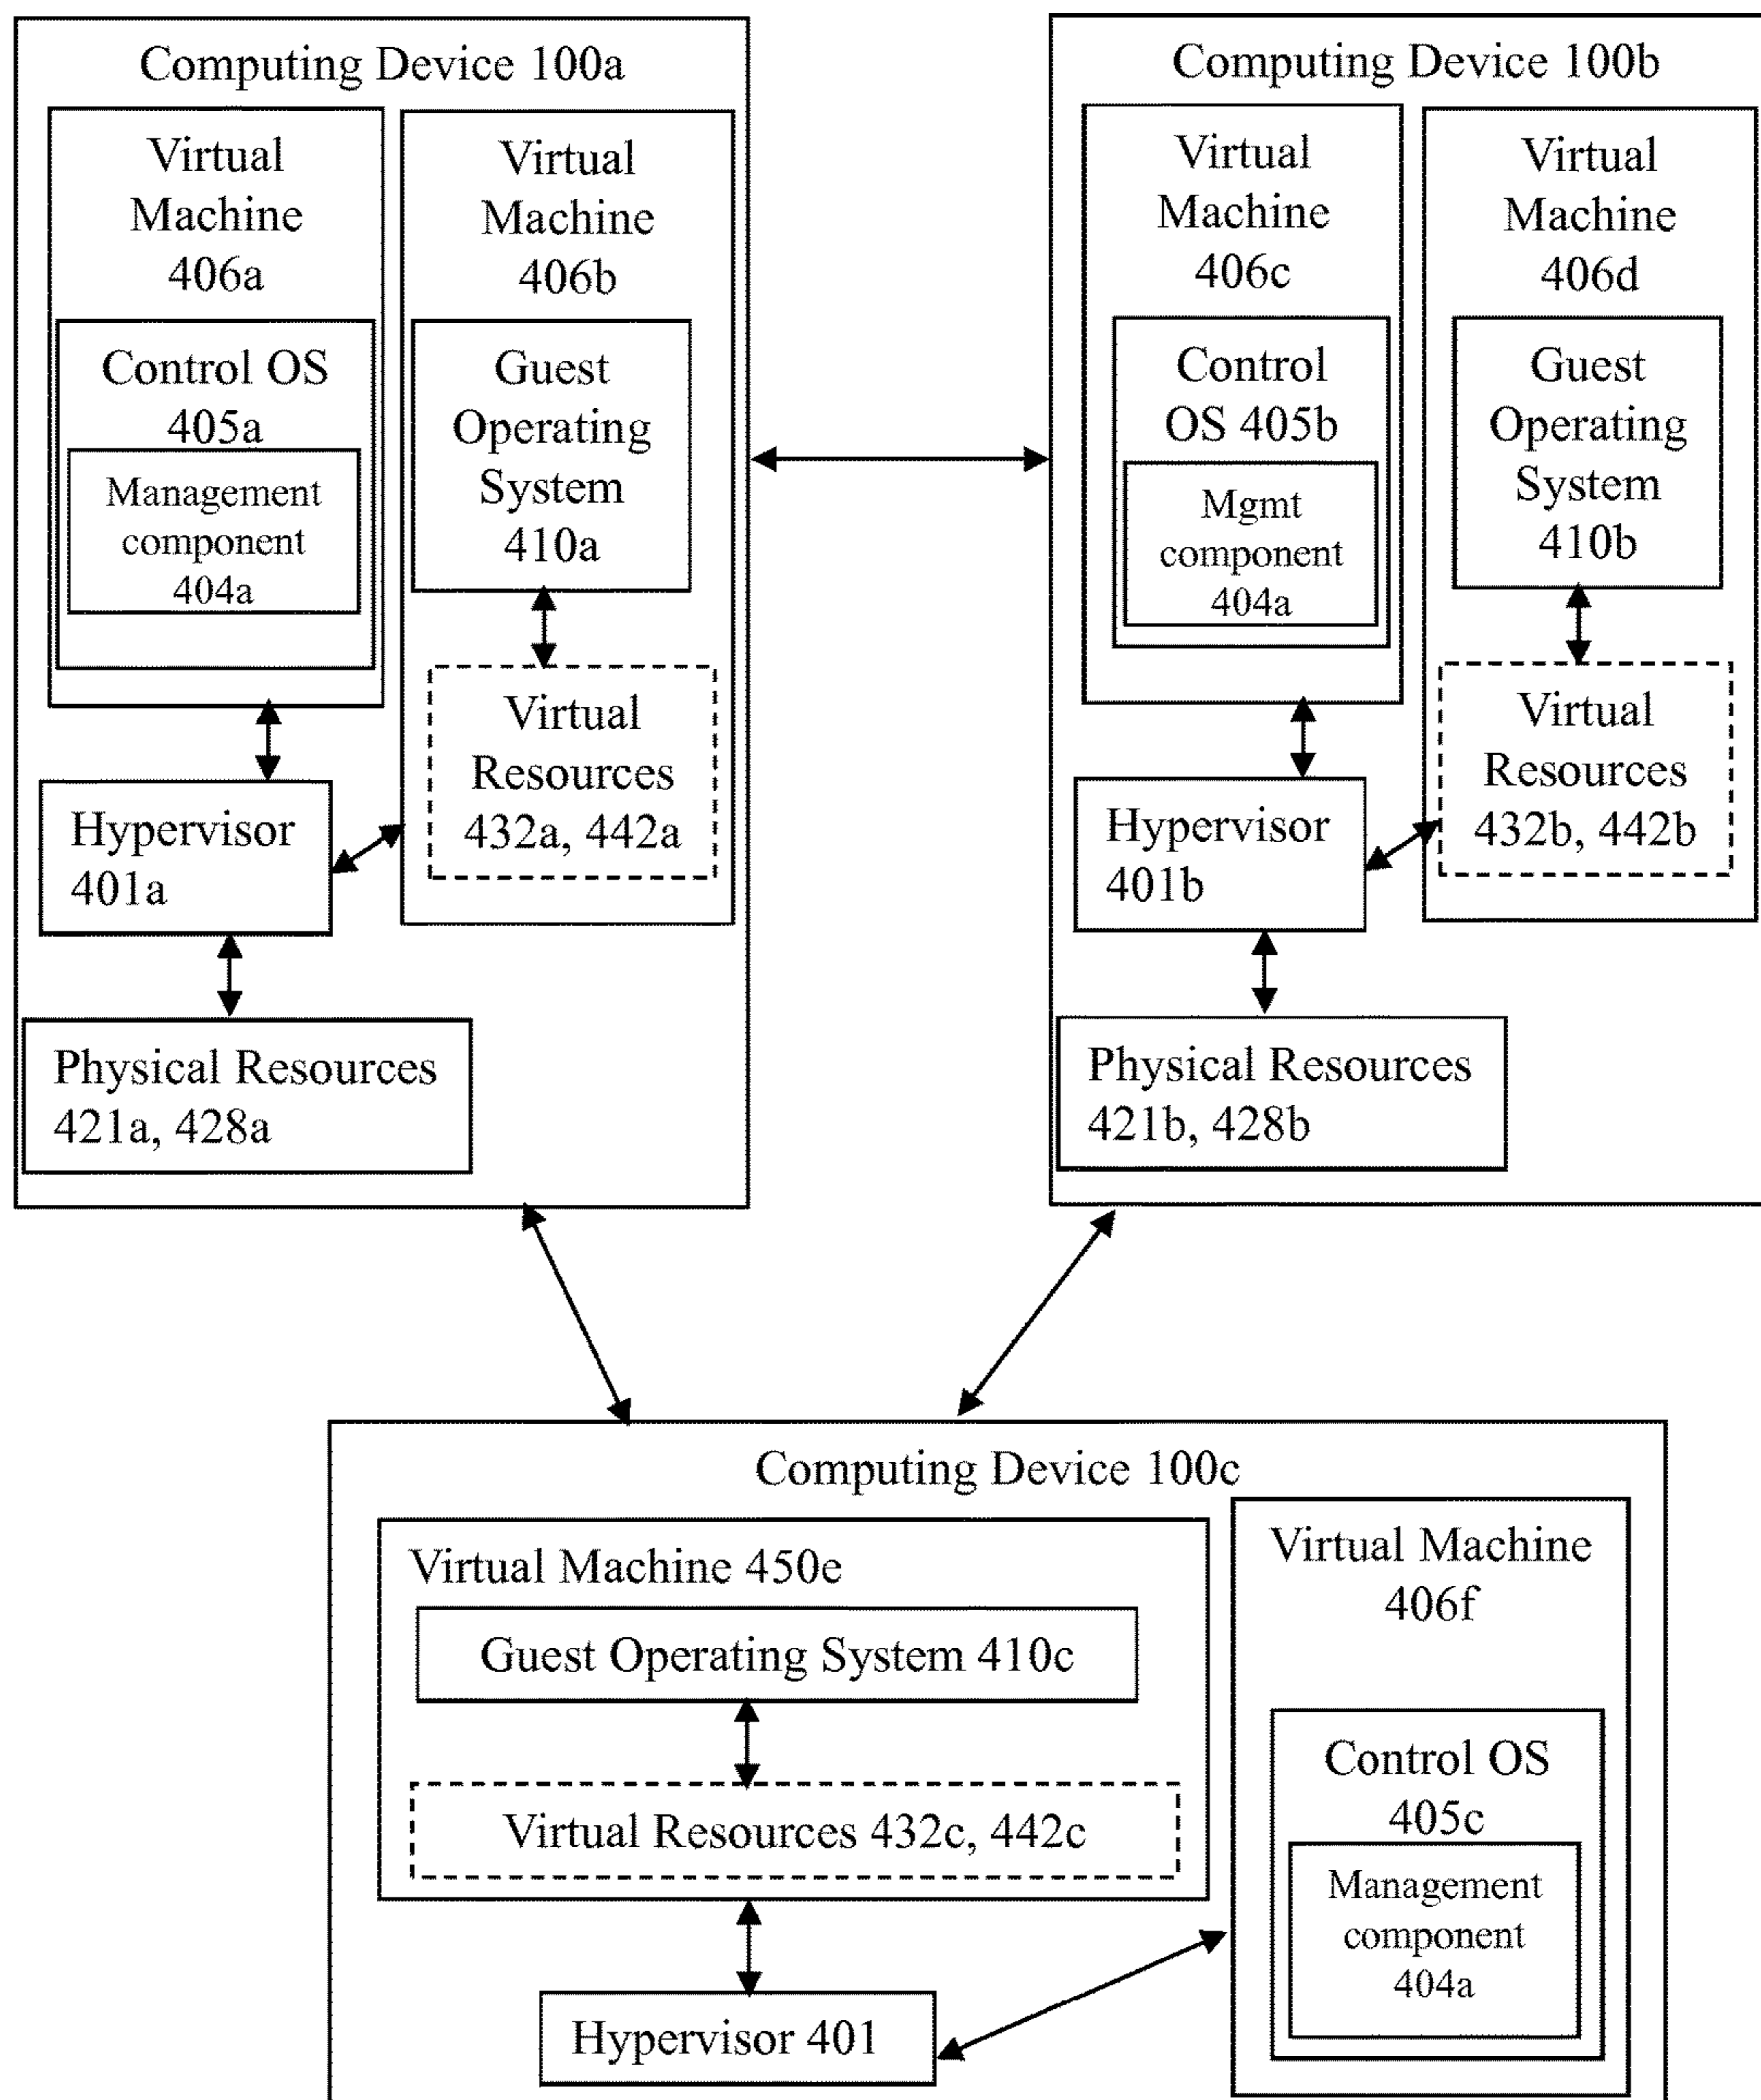 Computing Device 100a
Virtual
Machine
406a
Control OS
405a
Management
component
404a
Virtual
Machine
406b
Guest
Operating
System
410a
Virtual
Resources
432a, 442a
Hypervisor
401a
Physical Resources
421a, 428a
Computing Device 100b
Virtual
Machine
406c
Control
OS 405b
Mgmt
component
404a
Virtual
Machine
406d
Guest
Operating
System
410b
Virtual
Resources
432b, 442b
Hypervisor
401b
Physical Resources
421b, 428b
Computing Device 100c
Virtual Machine 450e
Guest Operating System 410c
Virtual Resources 432c, 442c
Hypervisor 401
Virtual Machine
406f
Control OS
405c
Management
component
404a